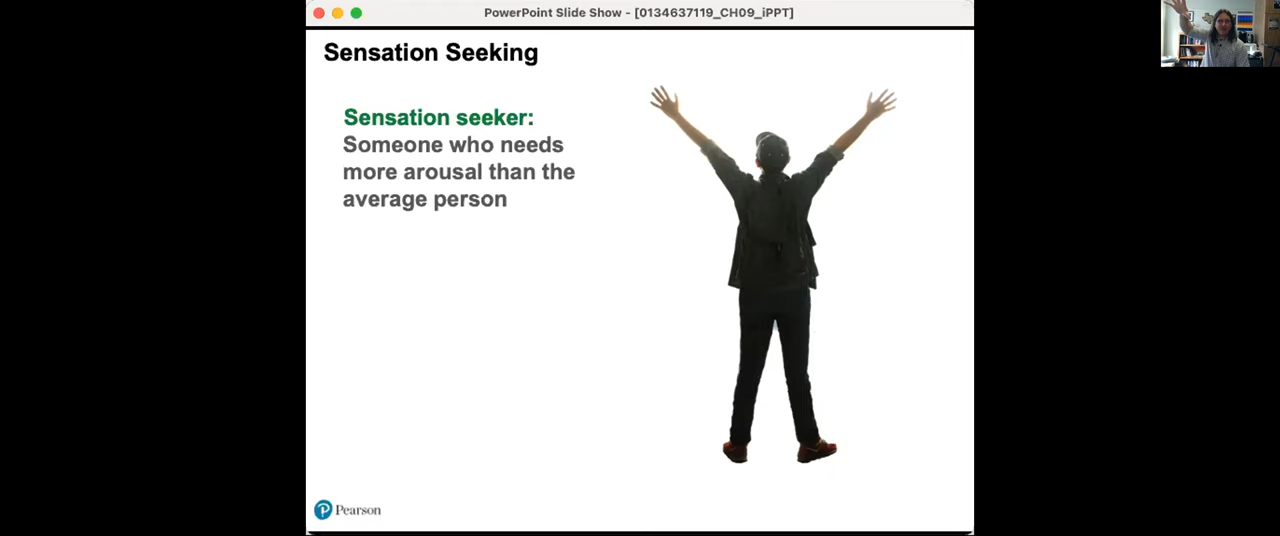 PowerPoint Slide Show - [0134637119_CH09_iPPT]
Sensation Seeking
Sensation seeker:
Someone who needs
more arousal than the
average person
Pearson